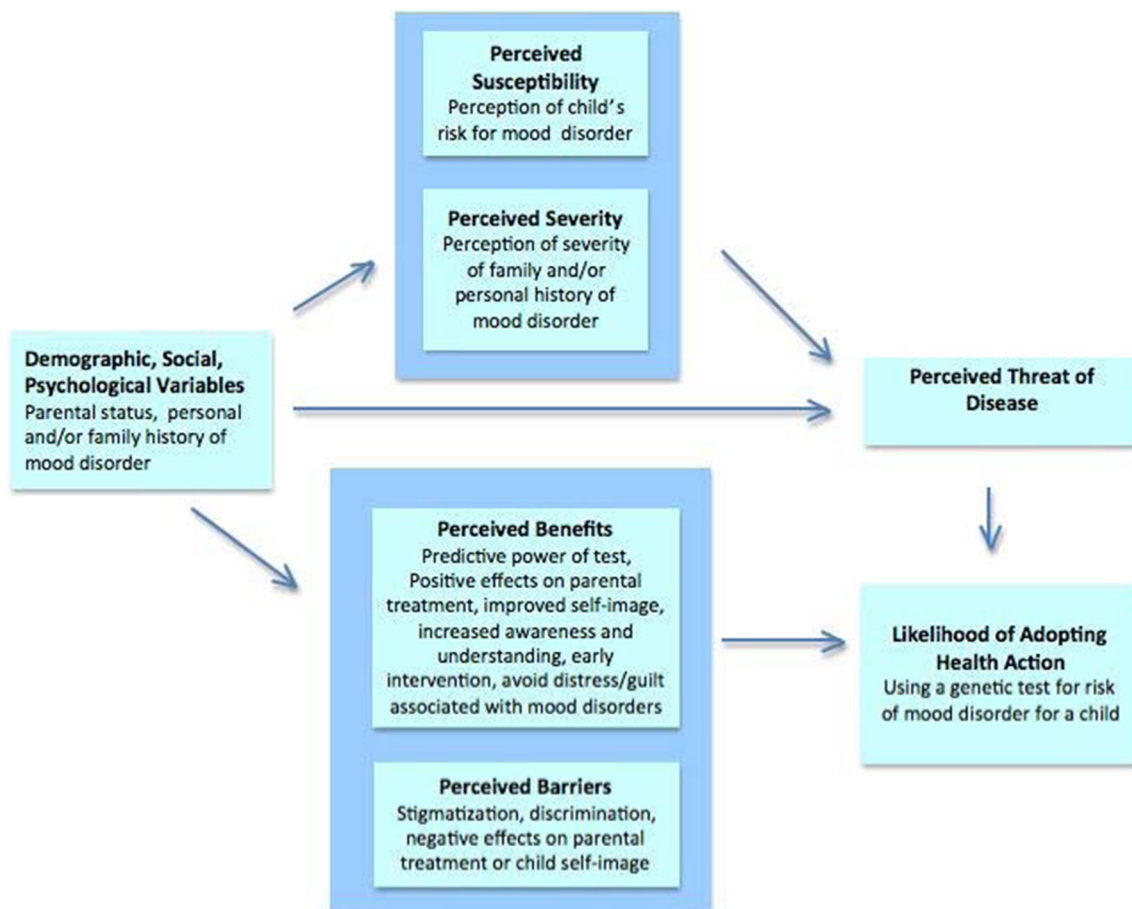 Perceived
Susceptibility
Perception of child's
risk for mood disorder
Perceived Severity
Perception of severity
of family and/or
personal history of
mood disorder
Demographic, Social,
Psychological Variables
Parental status, personal
and/or family history of
mood disorder
Perceived Threat of
Disease
Perceived Benefits
Predictive power of test,
Positive effects on parental
treatment, improved self-image,
increased awareness and
understanding, early
intervention, avoid distress/guilt
associated with mood disorders
Likelihood of Adopting
Health Action
Using a genetic test for risk
of mood disorder for a child
Perceived Barriers
Stigmatization, discrimination,
negative effects on parental
treatment or child self-image